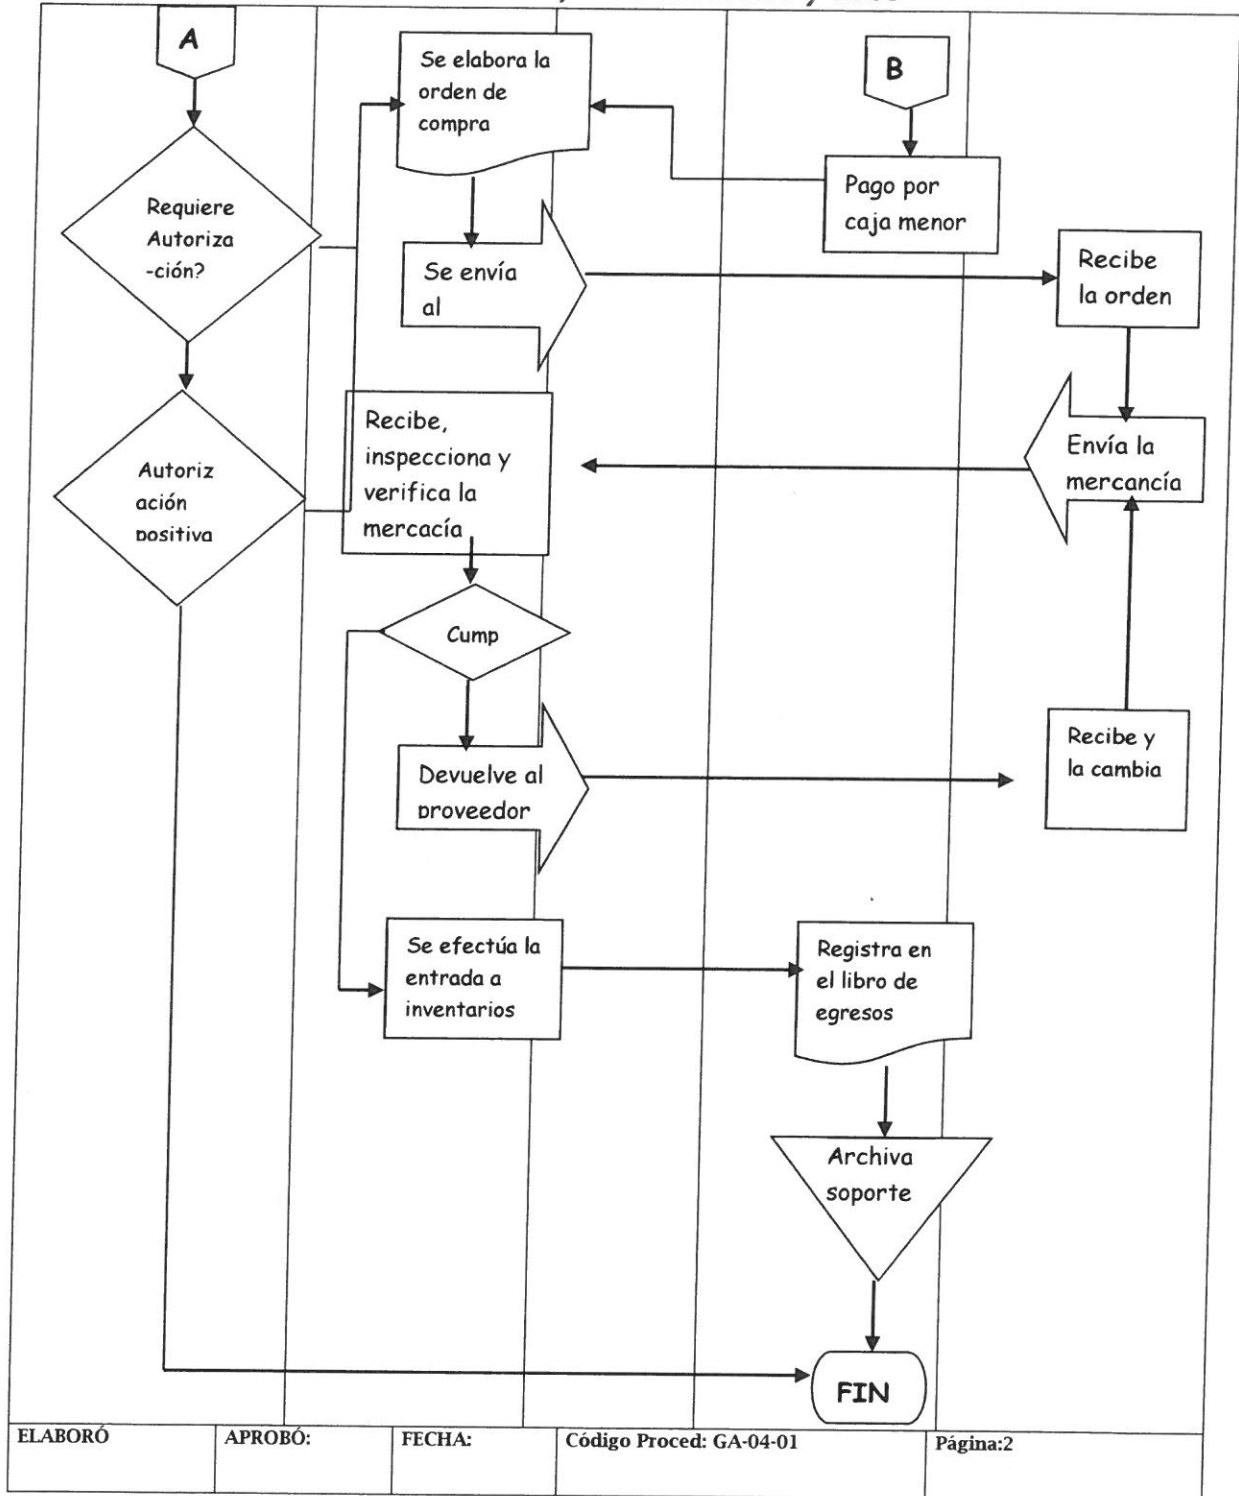 A
Se elabora la
orden de
compra
B
Requiere
Autoriza
-ción?
Pago por
caja menor
Se envía
al
Recibe
la orden
Autoriz
ación
positiva
Recibe,
inspecciona y
verifica la
mercacía
Envía la
mercancía
Cump
Devuelve al
proveedor
Recibe y
la cambia
Se efectúa la
entrada a
inventarios
Registra en
el libro de
egresos
Archiva
soporte
FIN
ELABORÓ
APROBÓ:
FECHA:
Código Proced: GA-04-01
Página:2